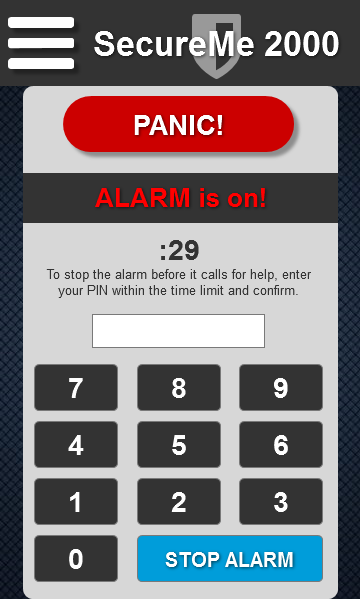 SecureMe 2000
PANIC!
ALARM is on!
:29
To stop the alarm before it calls for help, enter
your PIN within the time limit and confirm.
7 8 9
4 5 6
1 2 3
0 STOP ALARM